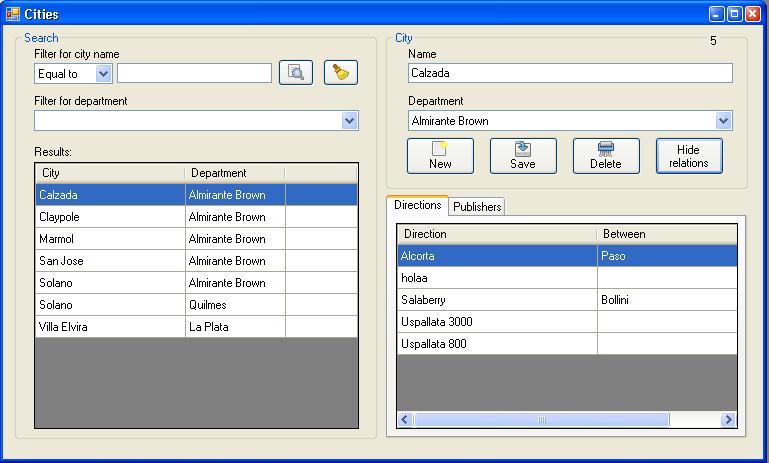 Cities
Search
Filter for city name
Equal to
Filter for department
Results:
City Department
Calzada Almirante Brown
Claypole Almirante Brown
Marmol Almirante Brown
San Jose Almirante Brown
Solano Almirante Brown
Solano Quilmes
Villa Elvira La Plata
City 5
Name
Calzada
Department
Almirante Brown
New Save Delete Hide
relations
Directions Publishers
Direction Between
Alcorta Paso
holaa
Salaberry Bollini
Uspallata 3000
Uspallata 800